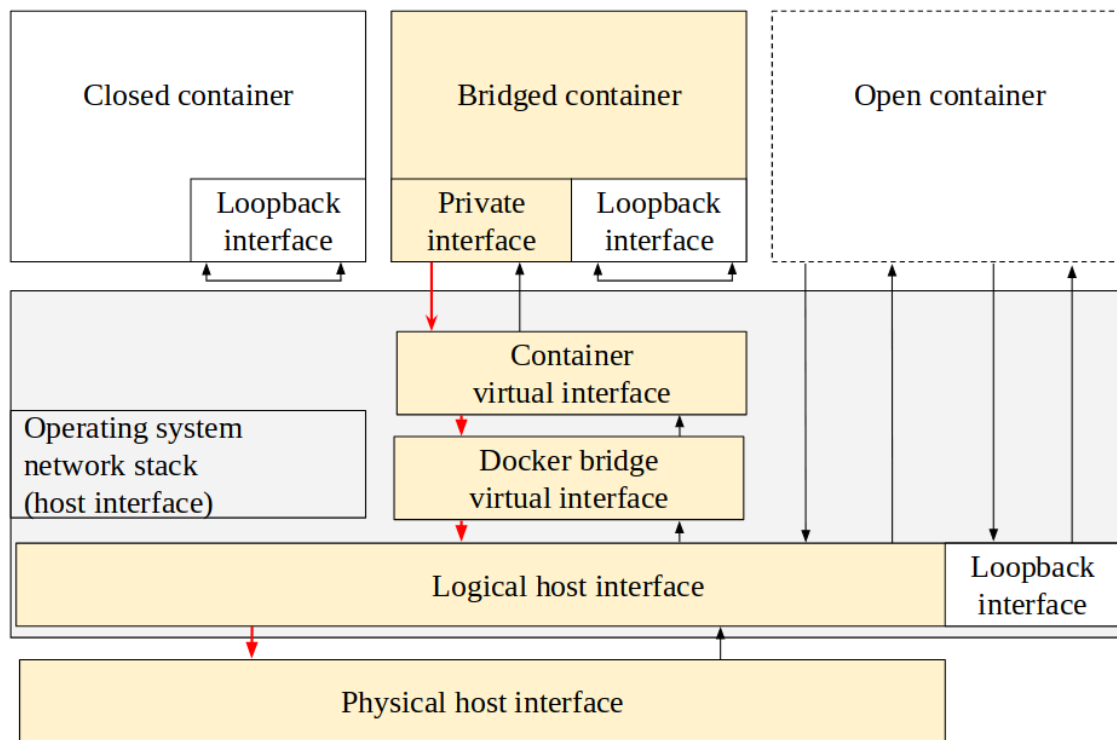 Closed container
Bridged container
Open container
Loopback
interface
Private
interface
Loopback
interface
Container
virtual interface
Operating system
network stack
(host interface)
Docker bridge
virtual interface
Logical host interface
Loopback
interface
Physical host interface